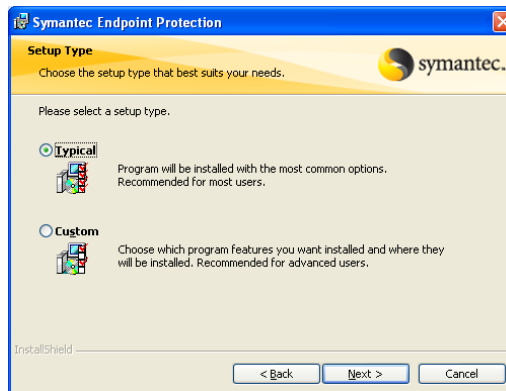 Symantec Endpoint Protection
Setup Type
Choose the setup type that best suits your needs.
symantec.
Please select a setup type.
Typical
Program will be installed with the most common options.
Recommended for most users.
Custom
Choose which program features you want installed and where they
will be installed. Recommended for advanced users.
InstallShield
< Back
Next >
Cancel